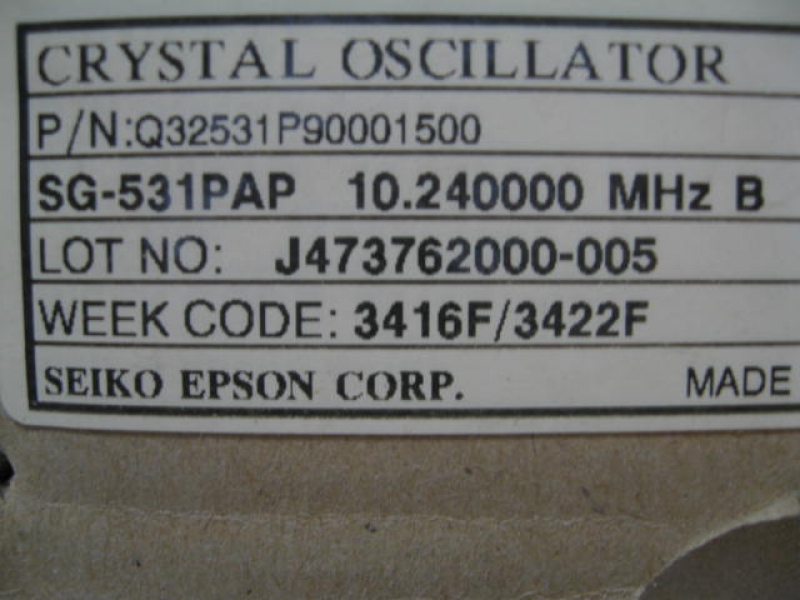 CRYSTAL OSCILLATOR
P/N:Q32531P90001500
SG-531PAP 10.240000 MHz B
LOT NO: J473762000-005
WEEK CODE: 3416F/3422F
SEIKO EPSON CORP. MADE